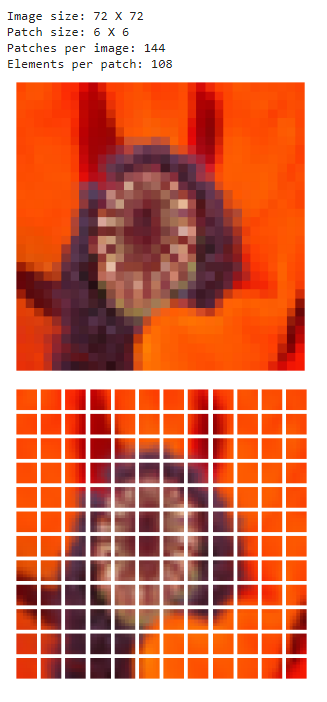 Image size: 72 X 72
Patch size: 6 X 6
Patches per image: 144
Elements per patch: 108